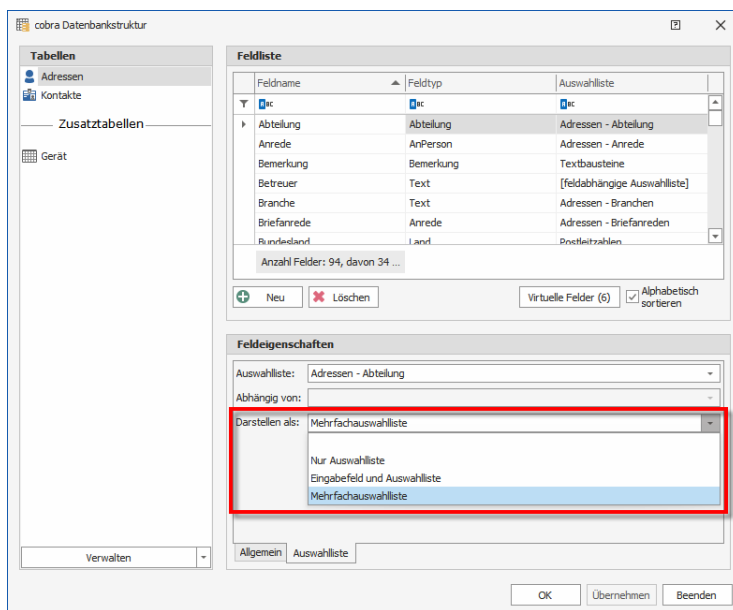 cobra Datenbankstruktur
Tabellen
Adressen
Kontakte
Zusatztabellen
Gerät
Verwalten
Feldliste
Feldname Feldtyp Auswahlliste
ABC ABC ABC
Abteilung Abteilung Adressen - Abteilung
Anrede AnPerson Adressen - Anrede
Bemerkung Bemerkung Textbausteine
Betreuer Text [feldabhängige Auswahlliste]
Branche Text Adressen - Branchen
Briefanrede Anrede Adressen - Briefanreden
Bundesland Land Postleitzahlen
Anzahl Felder: 94, davon 34 ...
Neu Löschen Virtuelle Felder (6) Alphabetisch
sortieren
Feldeigenschaften
Auswahlliste: Adressen - Abteilung
Abhängig von:
Darstellen als: Mehrfachauswahlliste
Nur Auswahlliste
Eingabefeld und Auswahlliste
Mehrfachauswahlliste
Allgemein Auswahlliste
OK Übernehmen Beenden